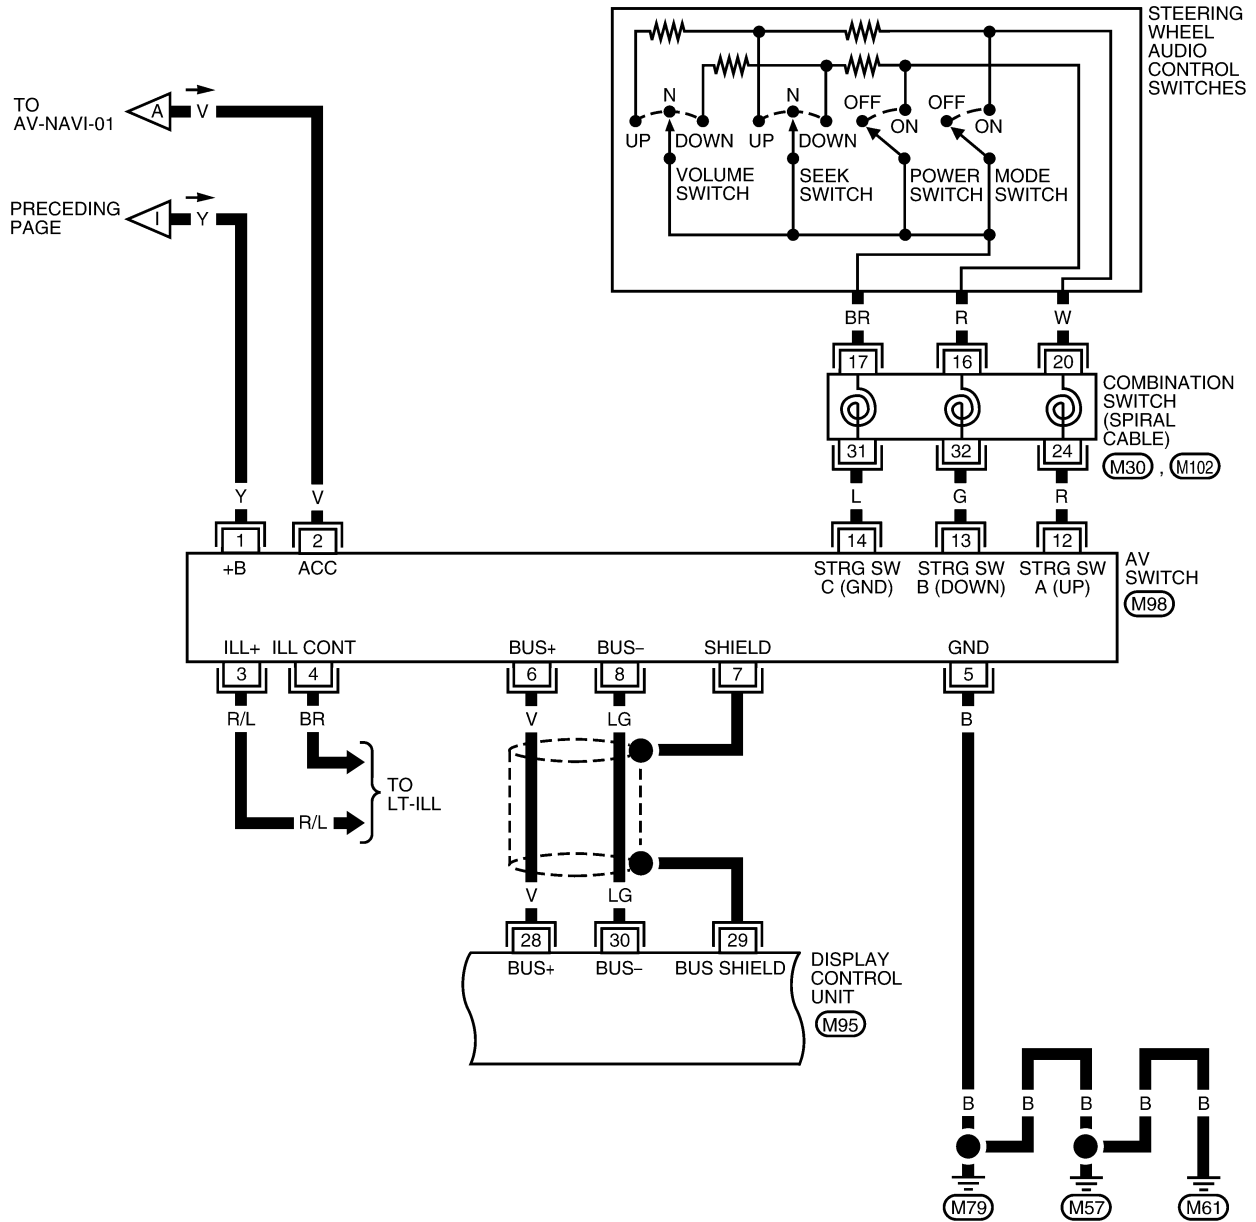 STEERING
WHEEL
AUDIO
CONTROL
SWITCHES
TO
AV-NAVI-01
A
V
PRECEDING
PAGE
I
Y
N
UP
DOWN
VOLUME
SWITCH
N
UP
DOWN
SEEK
SWITCH
OFF
ON
POWER
SWITCH
OFF
ON
MODE
SWITCH
BR
R
W
17
16
20
COMBINATION
SWITCH
(SPIRAL
CABLE)
M30 , M102
31
32
24
Y
V
L
G
R
1
2
14
13
12
+B
ACC
STRG SW
C (GND)
STRG SW
B (DOWN)
STRG SW
A (UP)
AV
SWITCH
M98
ILL+
ILL CONT
BUS+
BUS–
SHIELD
GND
3
4
6
8
7
5
R/L
BR
V
LG
B
TO
LT-ILL
R/L
V
LG
28
30
29
BUS+
BUS–
BUS SHIELD
DISPLAY
CONTROL
UNIT
M95
B
B
B
B
B
M79
M57
M61